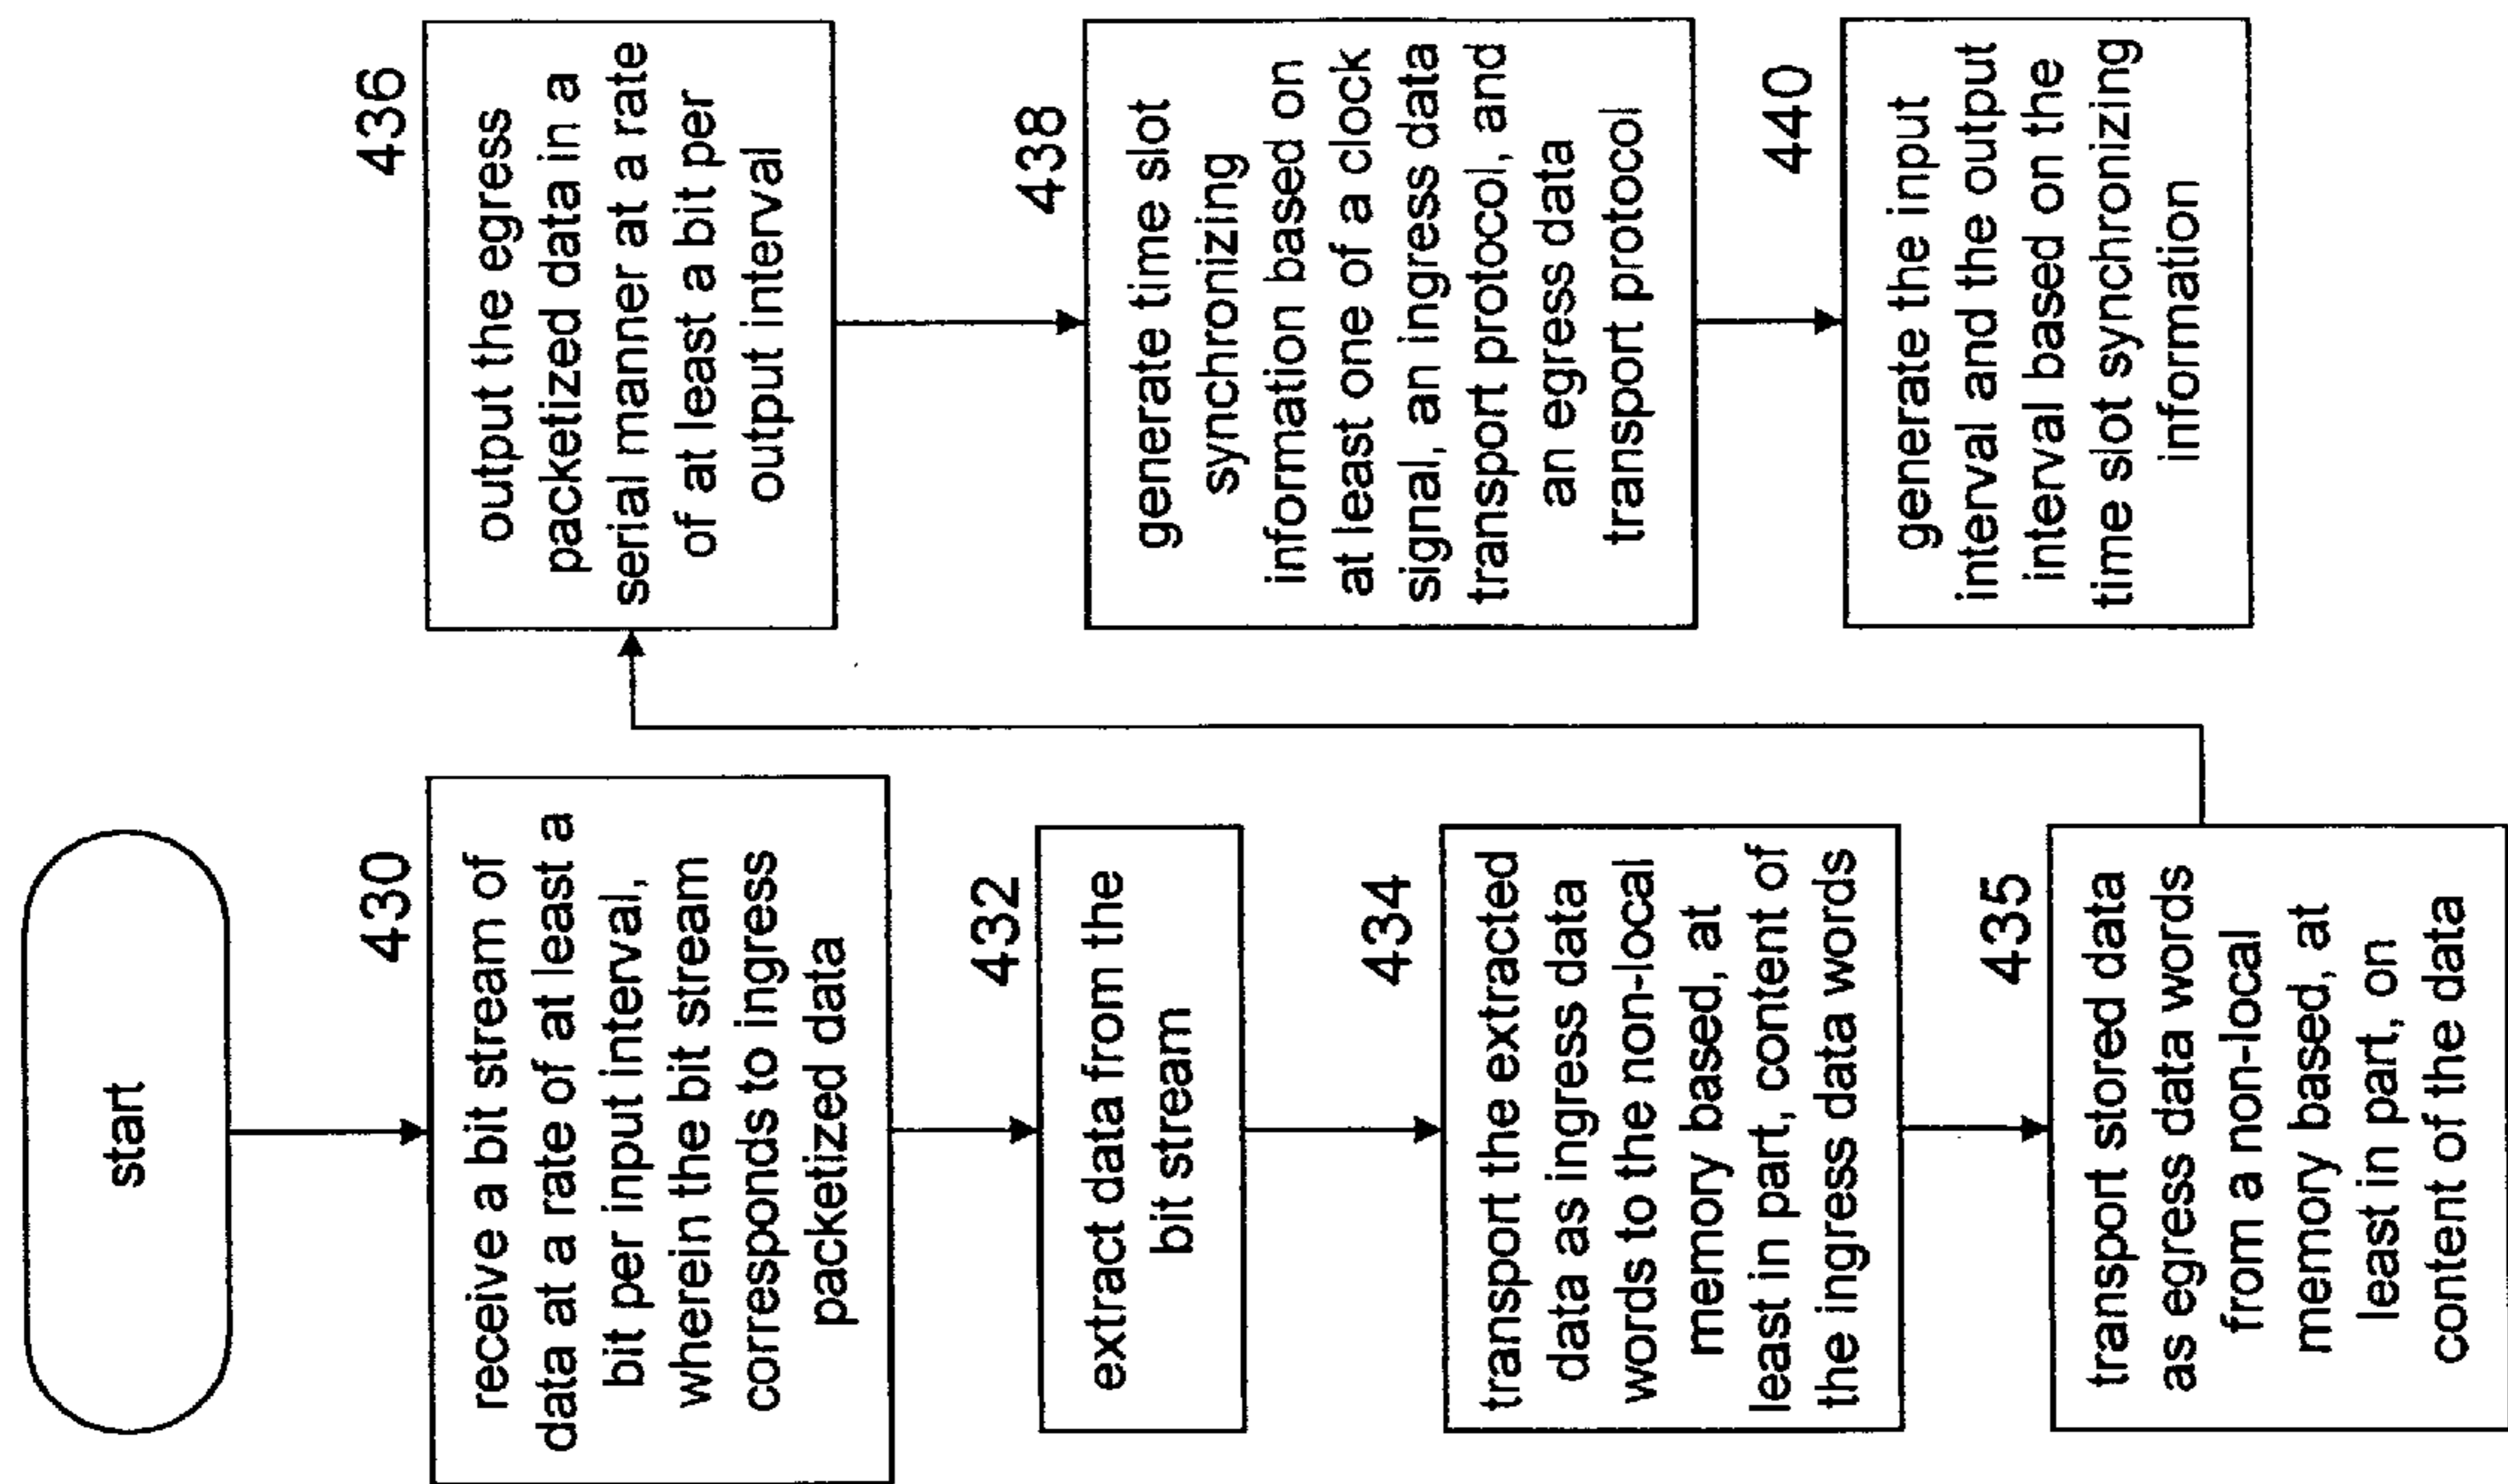 start
430
receive a bit stream of
data at a rate of at least a
bit per input interval,
wherein the bit stream
corresponds to ingress
packetized data
432
extract data from the
bit stream
434
transport the extracted
data as ingress data
words to the non-local
memory based, at
least in part, content of
the ingress data words
435
transport stored data
as egress data words
from a non-local
memory based, at
least in part, on
content of the data
436
output the egress
packetized data in a
serial manner at a rate
of at least a bit per
output interval
438
generate time slot
synchronizing
information based on
at least one of a clock
signal, an ingress data
transport protocol, and
an egress data
transport protocol
440
generate the input
interval and the output
interval based on the
time slot synchronizing
information